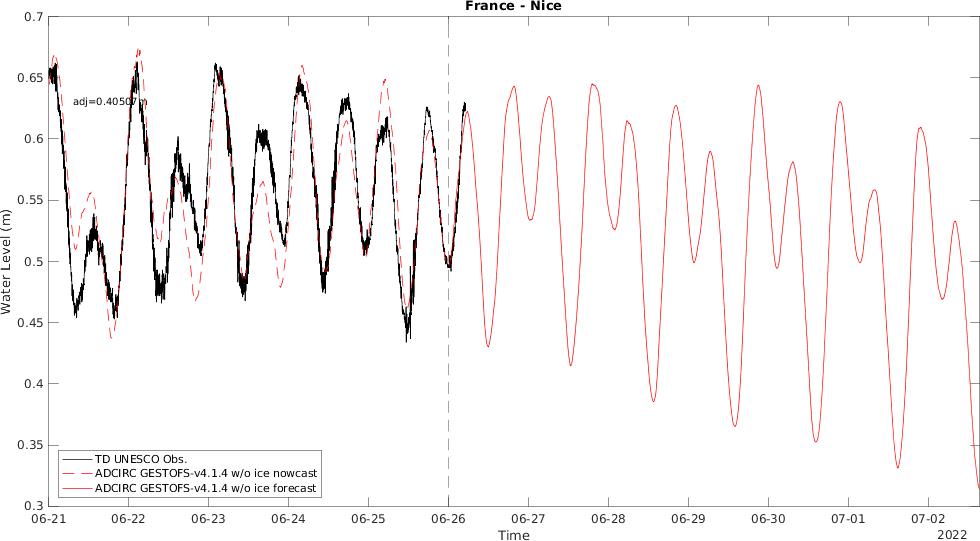 France - Nice
0.7
0.65
adj=0.40507m
0.6
0.55
Water Level (m)
0.5
0.45
0.4
0.35
TD UNESCO Obs.
ADCIRC GESTOFS-v4.1.4 w/o ice nowcast
ADCIRC GESTOFS-v4.1.4 w/o ice forecast
0.3
06-21 06-22 06-23 06-24 06-25 06-26 06-27 06-28 06-29 06-30 07-01 07-02
Time
2022